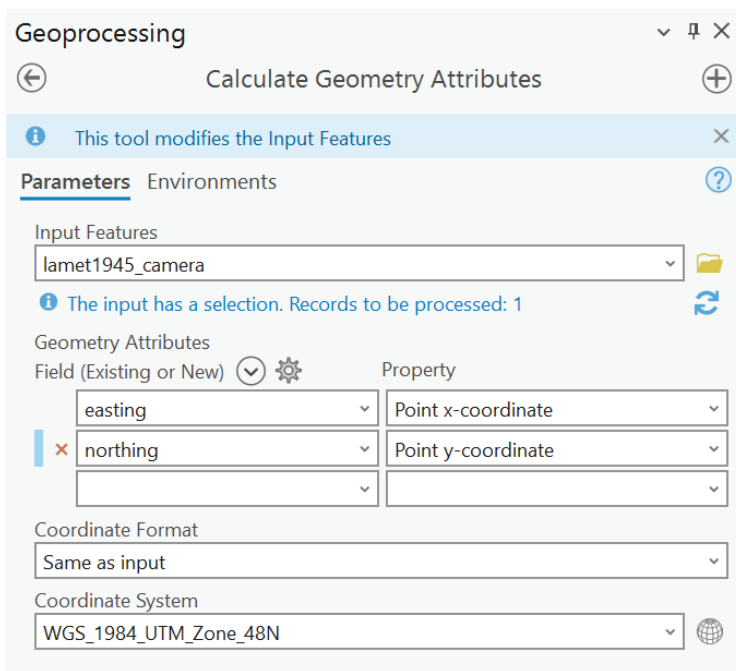 Geoprocessing
Calculate Geometry Attributes
This tool modifies the Input Features
Parameters Environments
Input Features
lamet1945_camera
The input has a selection. Records to be processed: 1
Geometry Attributes
Field (Existing or New) Property
easting Point x-coordinate
northing Point y-coordinate
Coordinate Format
Same as input
Coordinate System
WGS_1984_UTM_Zone_48N